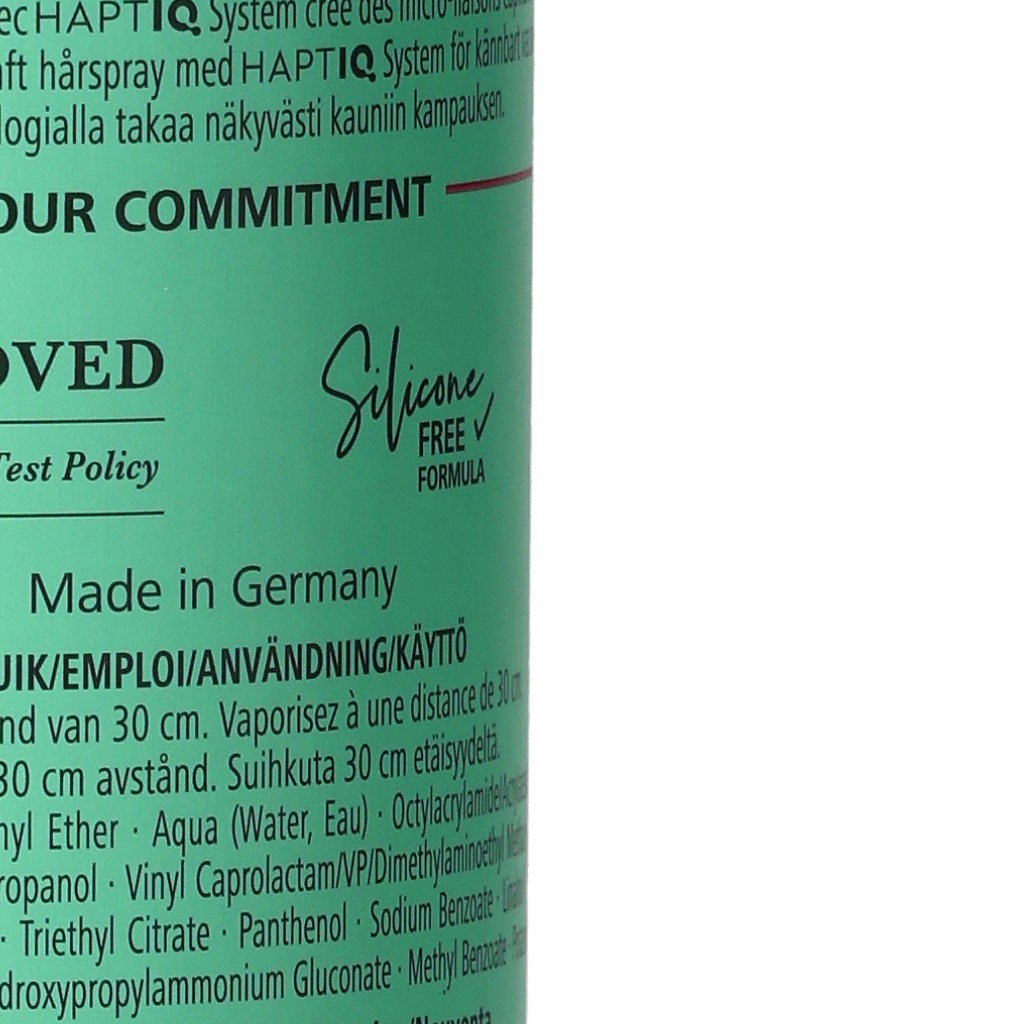 ec HAPTIQ System crée des micro-liaisons
ft hårspray med HAPTIQ System för kännbart
logialla takaa näkyvästi kauniin kampauksen.
OUR COMMITMENT
OVED
Test Policy
Silicone
FREE ✓
FORMULA
Made in Germany
UIK/EMPLOI/ANVÄNDNING/KÄYTTÖ
nd van 30 cm. Vaporisez à une distance de 30 cm
30 cm avstånd. Suihkuta 30 cm etäisyydeltä.
hyl Ether · Aqua (Water, Eau) · Octylacrylamide/
ropanol · Vinyl Caprolactam/VP/Dimethylaminoethyl
· Triethyl Citrate · Panthenol · Sodium Benzoate ·
droxypropylammonium Gluconate · Methyl Benzoate ·